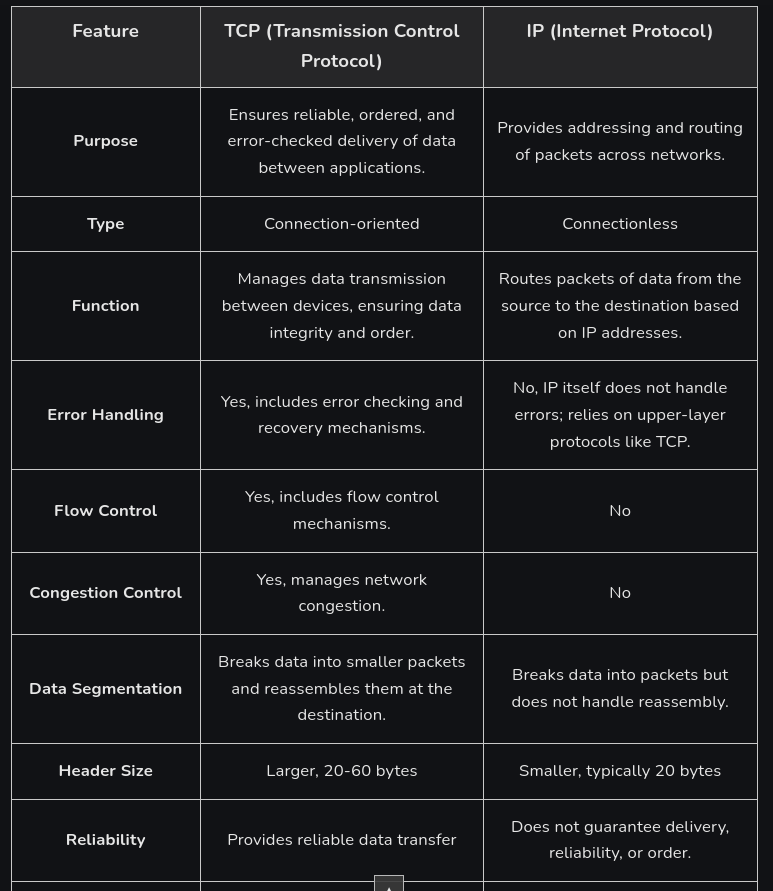 Feature
TCP (Transmission Control
Protocol)
IP (Internet Protocol)
Purpose
Ensures reliable, ordered, and
error-checked delivery of data
between applications.
Provides addressing and routing
of packets across networks.
Type
Connection-oriented
Connectionless
Function
Manages data transmission
between devices, ensuring data
integrity and order.
Routes packets of data from the
source to the destination based
on IP addresses.
Error Handling
Yes, includes error checking and
recovery mechanisms.
No, IP itself does not handle
errors; relies on upper-layer
protocols like TCP.
Flow Control
Yes, includes flow control
mechanisms.
No
Congestion Control
Yes, manages network
congestion.
No
Data Segmentation
Breaks data into smaller packets
and reassembles them at the
destination.
Breaks data into packets but
does not handle reassembly.
Header Size
Larger, 20-60 bytes
Smaller, typically 20 bytes
Reliability
Provides reliable data transfer
Does not guarantee delivery,
reliability, or order.